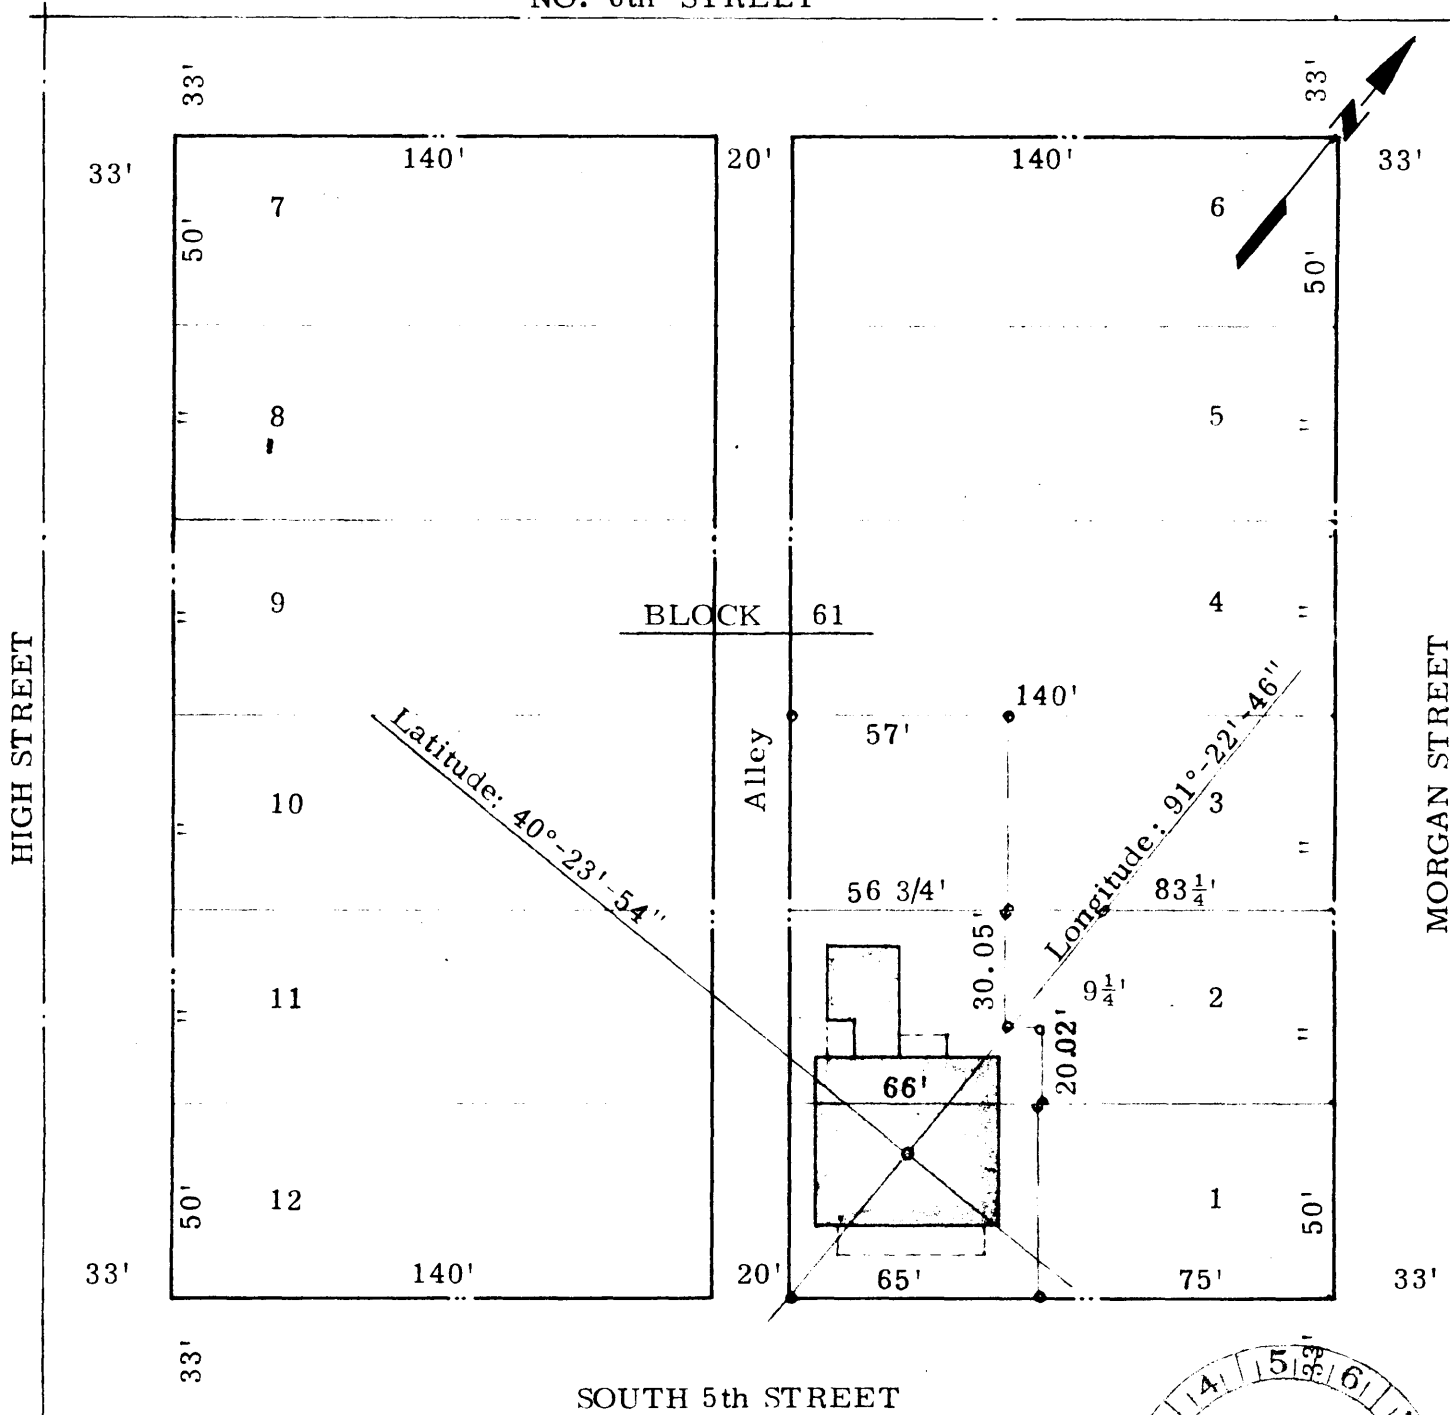 NO. 6th STREET
33' 33'
33' 140' 20' 140' 33'
7 6
50' 50'
8 5
" "
9 4
" "
BLOCK 61
HIGH STREET
MORGAN STREET
Alley
140'
57'
Latitude: 40°-23'-54"
Longitude: 91°-22'-46"
10 3
" "
56 3/4' 83¼'
30.05'
9¼'
11 2
" "
20.02'
66'
12 1
50' 50'
33' 140' 20' 65' 75' 33'
33' 33'
SOUTH 5th STREET
4 5 6